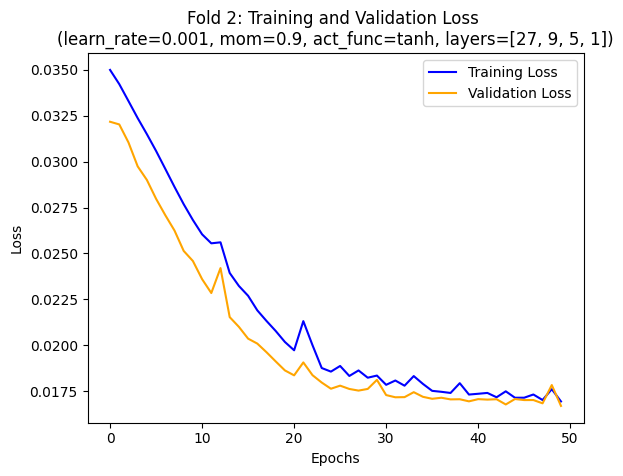 Fold 2: Training and Validation Loss
(learn_rate=0.001, mom=0.9, act_func=tanh, layers=[27, 9, 5, 1])
Training Loss
Validation Loss
Loss
0.0350
0.0325
0.0300
0.0275
0.0250
0.0225
0.0200
0.0175
0
10
20
30
40
50
Epochs